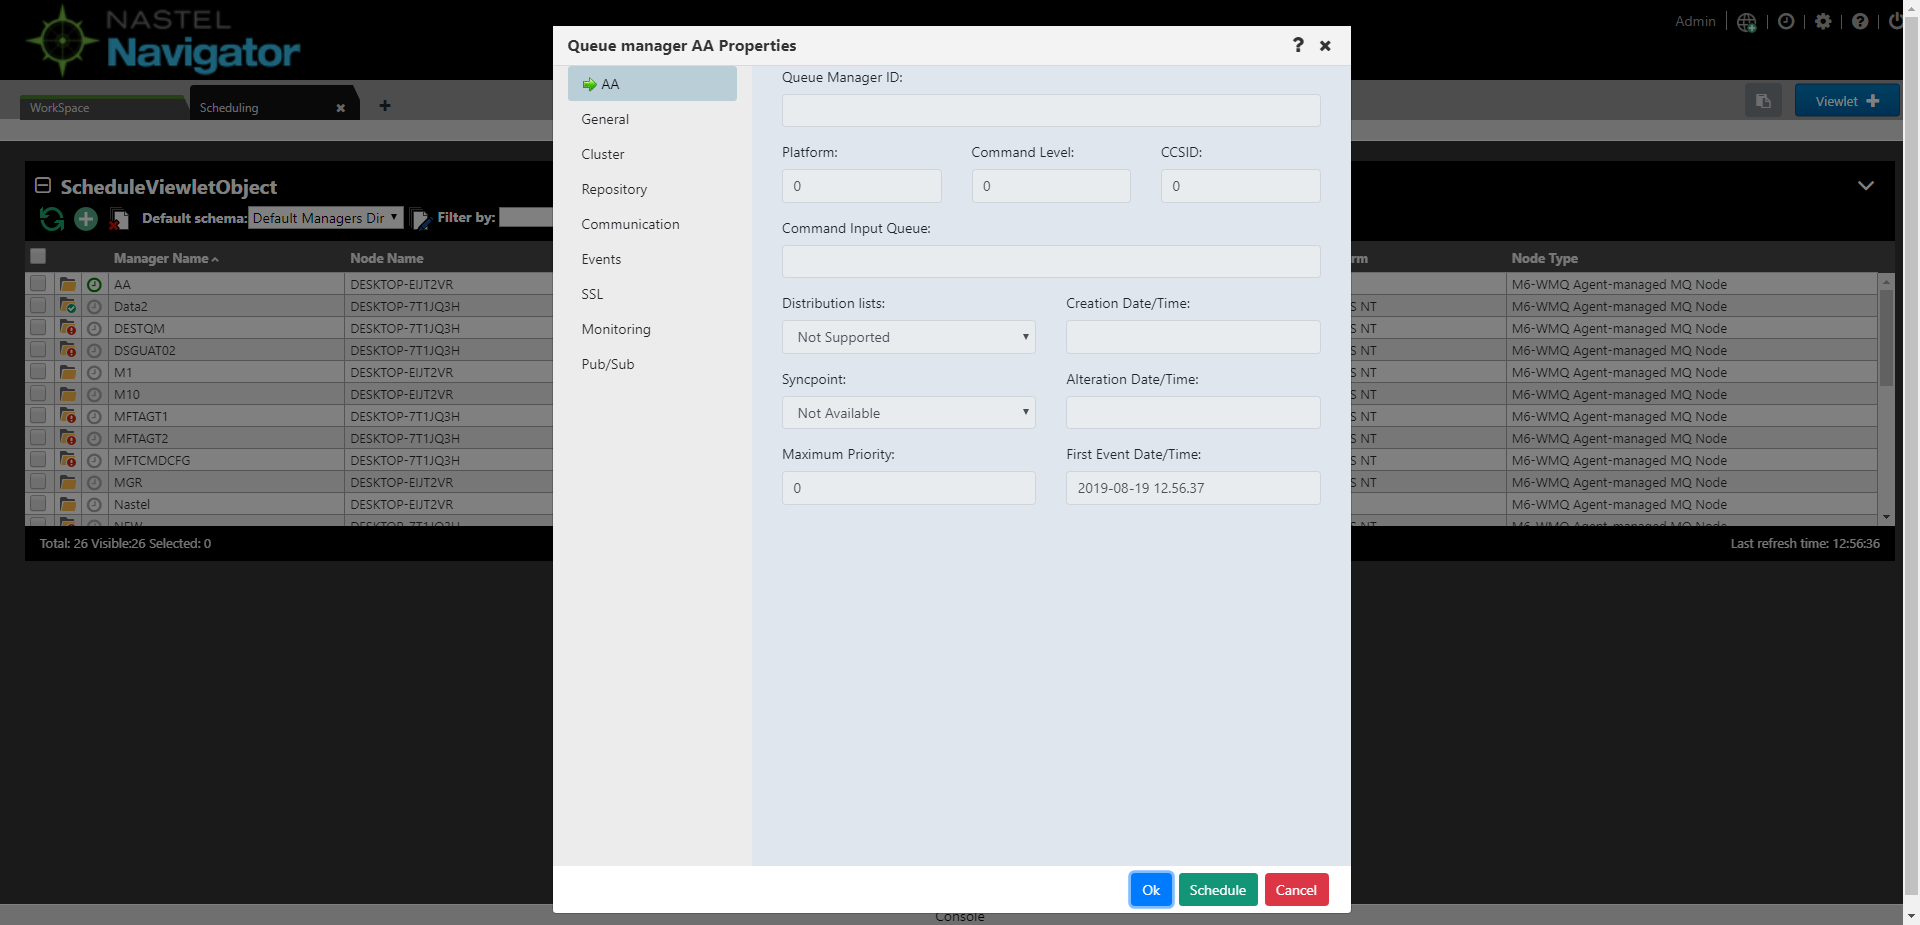 NASTEL
Navigator
Admin
WorkSpace
Scheduling
Viewlet
ScheduleViewletObject
Default schema: Default Managers Dir
Filter by:
Manager Name
Node Name
rm
Node Type
AA DESKTOP-EIJT2VR M6-WMQ Agent-managed MQ Node
Data2 DESKTOP-7T1JQ3H S NT M6-WMQ Agent-managed MQ Node
DESTQM DESKTOP-7T1JQ3H S NT M6-WMQ Agent-managed MQ Node
DSGUAT02 DESKTOP-7T1JQ3H S NT M6-WMQ Agent-managed MQ Node
M1 DESKTOP-EIJT2VR S NT M6-WMQ Agent-managed MQ Node
M10 DESKTOP-EIJT2VR S NT M6-WMQ Agent-managed MQ Node
MFTAGT1 DESKTOP-7T1JQ3H S NT M6-WMQ Agent-managed MQ Node
MFTAGT2 DESKTOP-7T1JQ3H S NT M6-WMQ Agent-managed MQ Node
MFTCMDCFG DESKTOP-7T1JQ3H S NT M6-WMQ Agent-managed MQ Node
MGR DESKTOP-EIJT2VR S NT M6-WMQ Agent-managed MQ Node
Nastel DESKTOP-EIJT2VR M6-WMQ Agent-managed MQ Node
NEW DESKTOP-7T1JQ3H S NT M6-WMQ Agent-managed MQ Node
Total: 26 Visible:26 Selected: 0
Last refresh time: 12:56:36
Queue manager AA Properties
AA
General
Cluster
Repository
Communication
Events
SSL
Monitoring
Pub/Sub
Queue Manager ID:
Platform: Command Level: CCSID:
0 0 0
Command Input Queue:
Distribution lists: Creation Date/Time:
Not Supported
Syncpoint: Alteration Date/Time:
Not Available
Maximum Priority: First Event Date/Time:
0 2019-08-19 12.56.37
Ok Schedule Cancel
Console